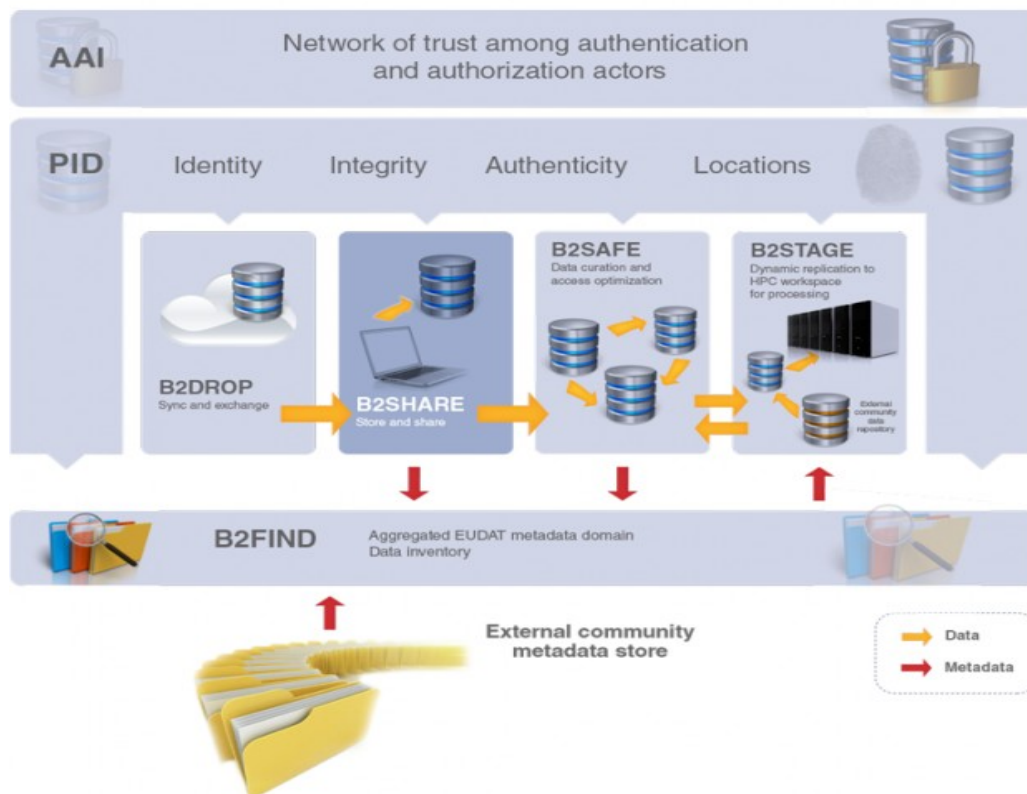 AAI
Network of trust among authentication
and authorization actors
PID
Identity
Integrity
Authenticity
Locations
B2DROP
Sync and exchange
B2SHARE
Store and share
B2SAFE
Data curation and
access optimization
B2STAGE
Dynamic replication to
HPC workspace
for processing
External
community
data
repository
B2FIND
Aggregated EUDAT metadata domain
Data inventory
External community
metadata store
Data
Metadata